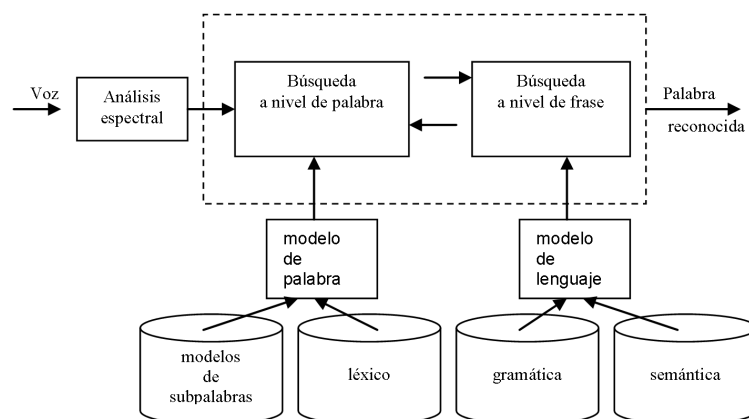 Voz
Análisis
espectral
Búsqueda
a nivel de palabra
Búsqueda
a nivel de frase
Palabra
reconocida
modelo
de
palabra
modelo
de
lenguaje
modelos
de
subpalabras
léxico
gramática
semántica